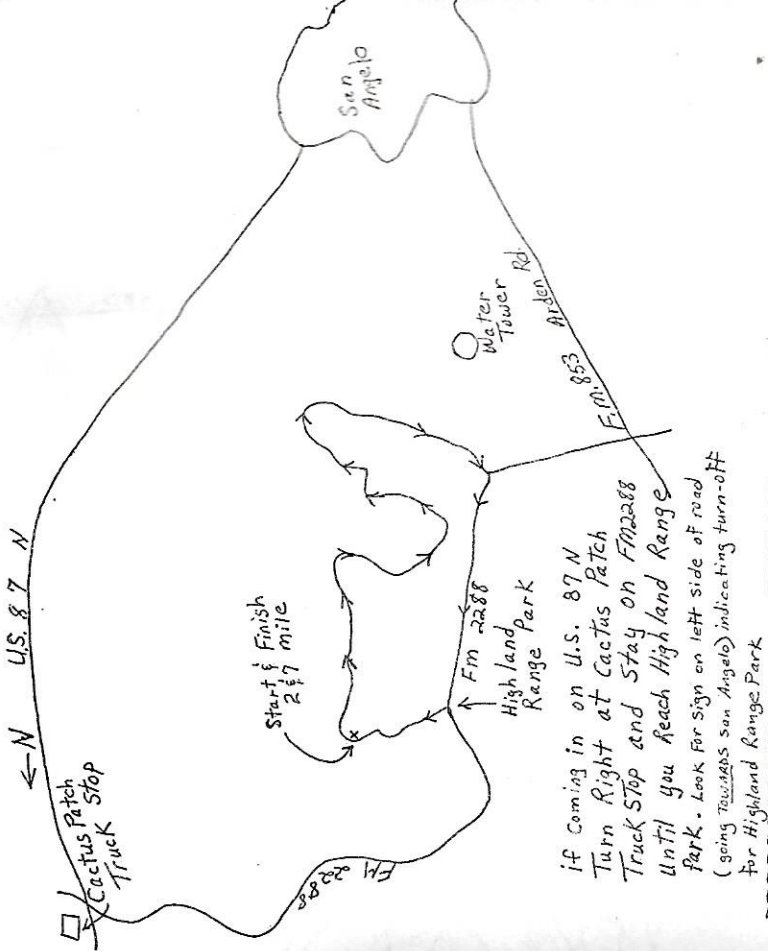 ←N U.S. 87 N
Cactus Patch
Truck Stop
San
Angelo
Start & Finish
2 & 7 mile
Water
Tower
F.M. 853 Arden Rd.
FM 2288
Fm 2288
Highland
Range Park
if coming in on U.S. 87 N
Turn Right at Cactus Patch
Truck Stop and Stay on FM2288
Until you Reach Highland Range
Park. Look For sign on left side of road
(going TOWARDS san Angelo) indicating turn-off
for Highland Range Park